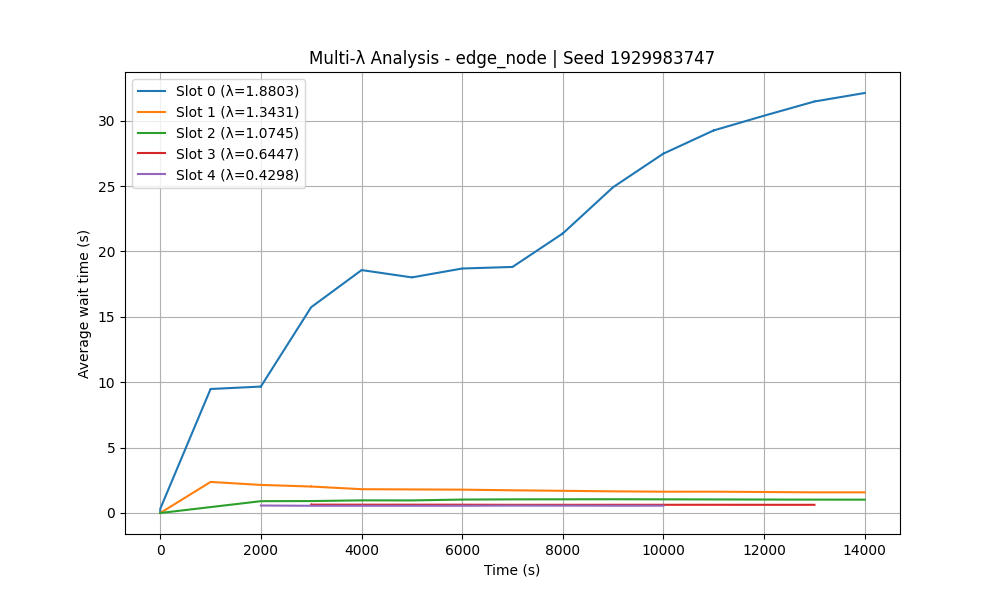 Multi-λ Analysis - edge_node | Seed 1929983747
Slot 0 (λ=1.8803)
Slot 1 (λ=1.3431)
Slot 2 (λ=1.0745)
Slot 3 (λ=0.6447)
Slot 4 (λ=0.4298)
Average wait time (s)
30
25
20
15
10
5
0
0 2000 4000 6000 8000 10000 12000 14000
Time (s)